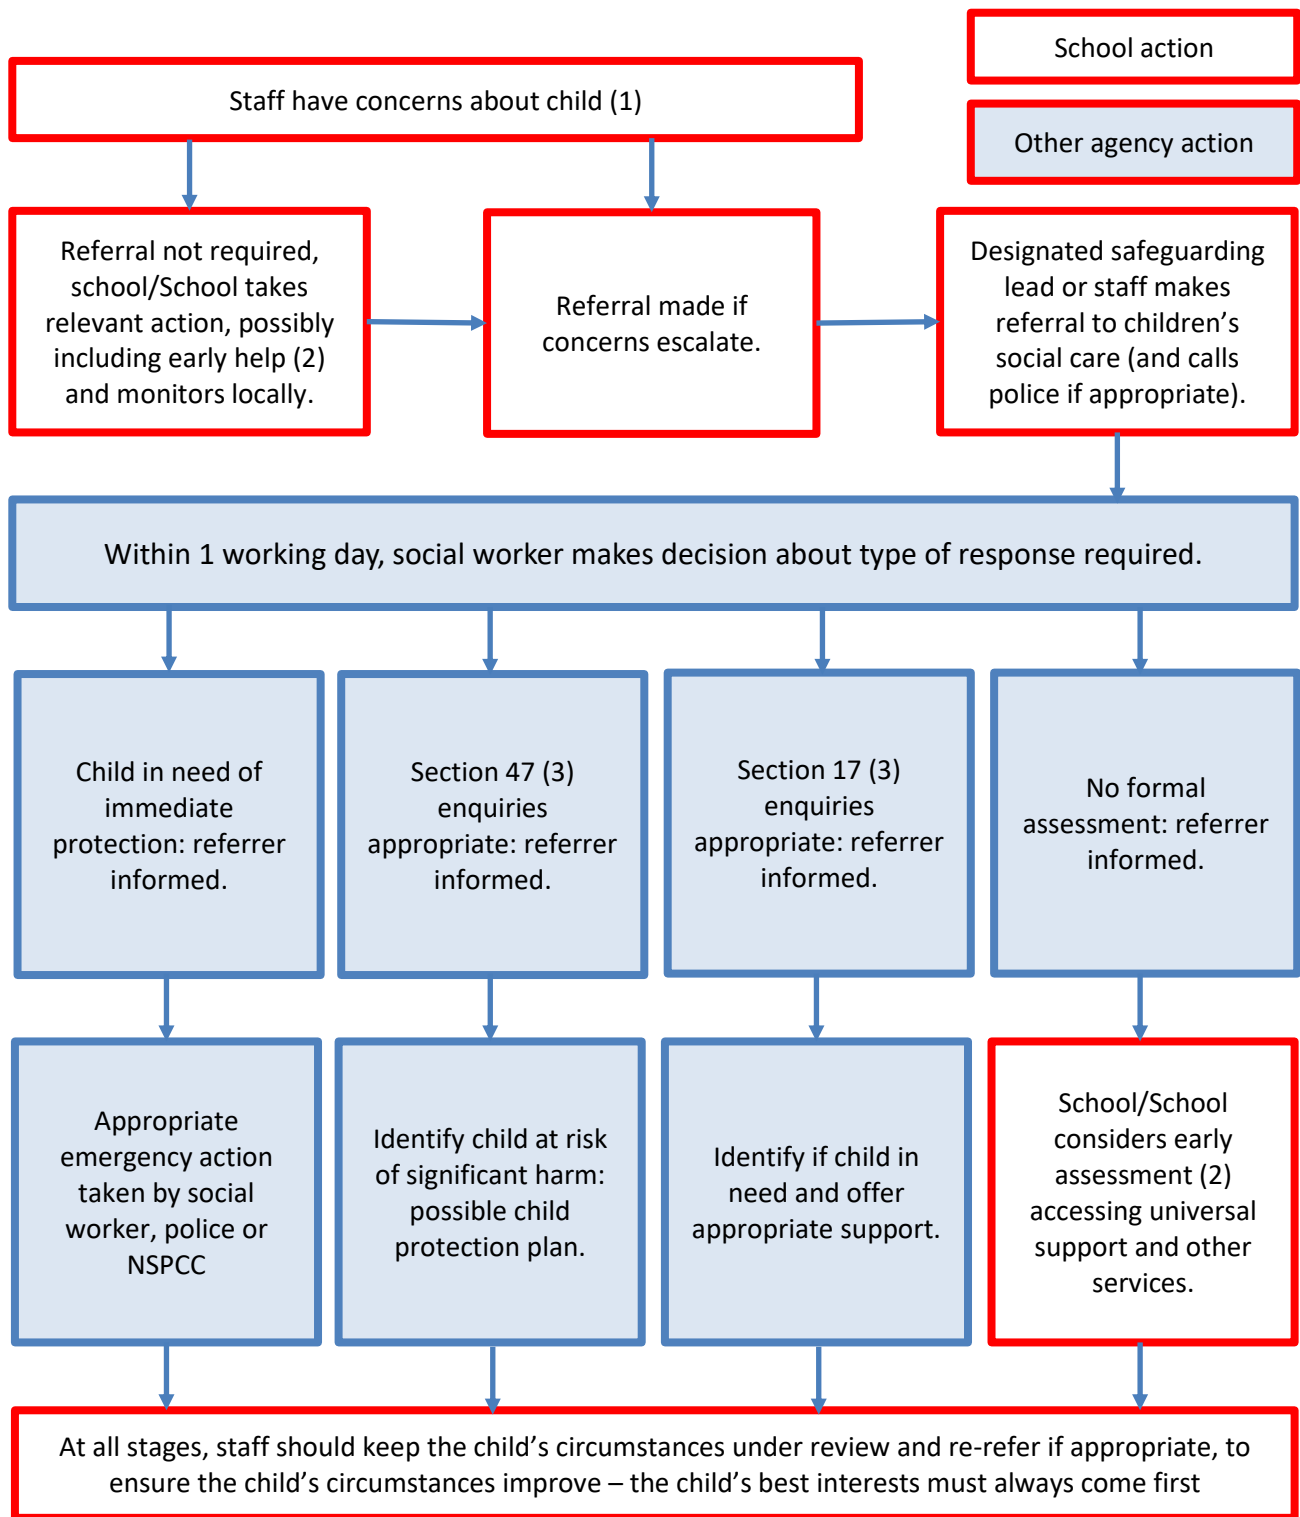 School action
Staff have concerns about child (1)
Other agency action
Referral not required,
school/School takes
relevant action, possibly
including early help (2)
and monitors locally.
Referral made if
concerns escalate.
Designated safeguarding
lead or staff makes
referral to children’s
social care (and calls
police if appropriate).
Within 1 working day, social worker makes decision about type of response required.
Child in need of
immediate
protection: referrer
informed.
Section 47 (3)
enquiries
appropriate: referrer
informed.
Section 17 (3)
enquiries
appropriate: referrer
informed.
No formal
assessment: referrer
informed.
Appropriate
emergency action
taken by social
worker, police or
NSPCC
Identify child at risk
of significant harm:
possible child
protection plan.
Identify if child in
need and offer
appropriate support.
School/School
considers early
assessment (2)
accessing universal
support and other
services.
At all stages, staff should keep the child’s circumstances under review and re-refer if appropriate, to
ensure the child’s circumstances improve – the child’s best interests must always come first